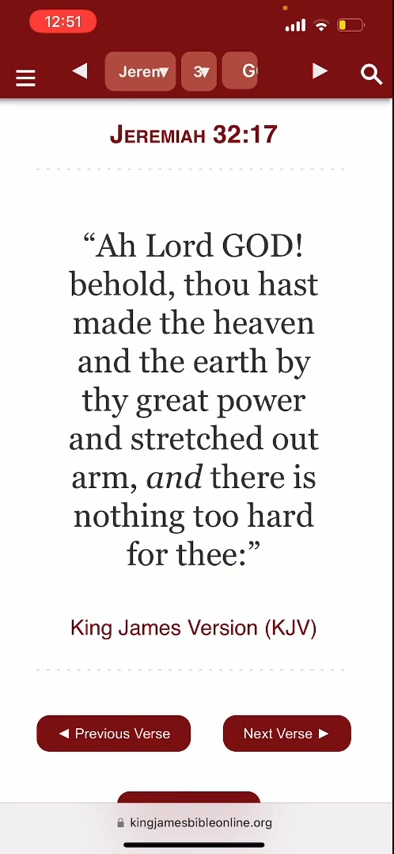 12:51
Jerem▾
3▾
G
JEREMIAH 32:17
“Ah Lord GOD!
behold, thou hast
made the heaven
and the earth by
thy great power
and stretched out
arm, and there is
nothing too hard
for thee:”
King James Version (KJV)
◄ Previous Verse
Next Verse ►
kingjamesbibleonline.org